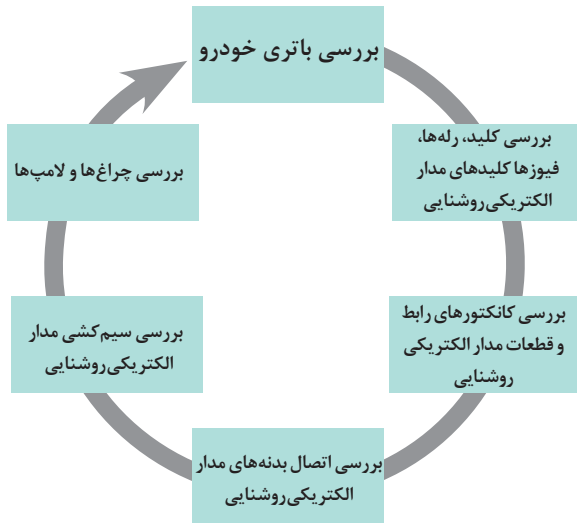 بررسی باتری خودرو
بررسی کلید، رله‌ها،
فیوزها کلیدهای مدار
الکتریکی روشنایی
بررسی کانکتورهای رابط
و قطعات مدار الکتریکی
روشنایی
بررسی اتصال بدنه‌های مدار
الکتریکی روشنایی
بررسی سیم‌کشی مدار
الکتریکی روشنایی
بررسی چراغ‌ها و لامپ‌ها